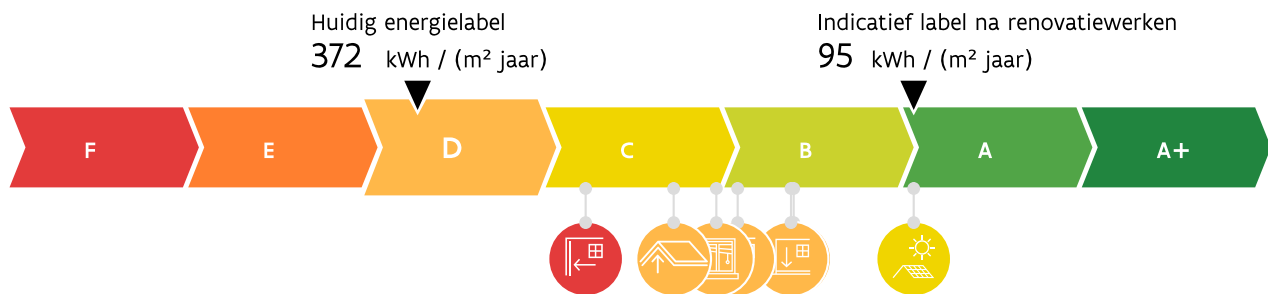 Huidig energielabel
372 kWh / (m² jaar)
Indicatief label na renovatiewerken
95 kWh / (m² jaar)
F E D C B A A+